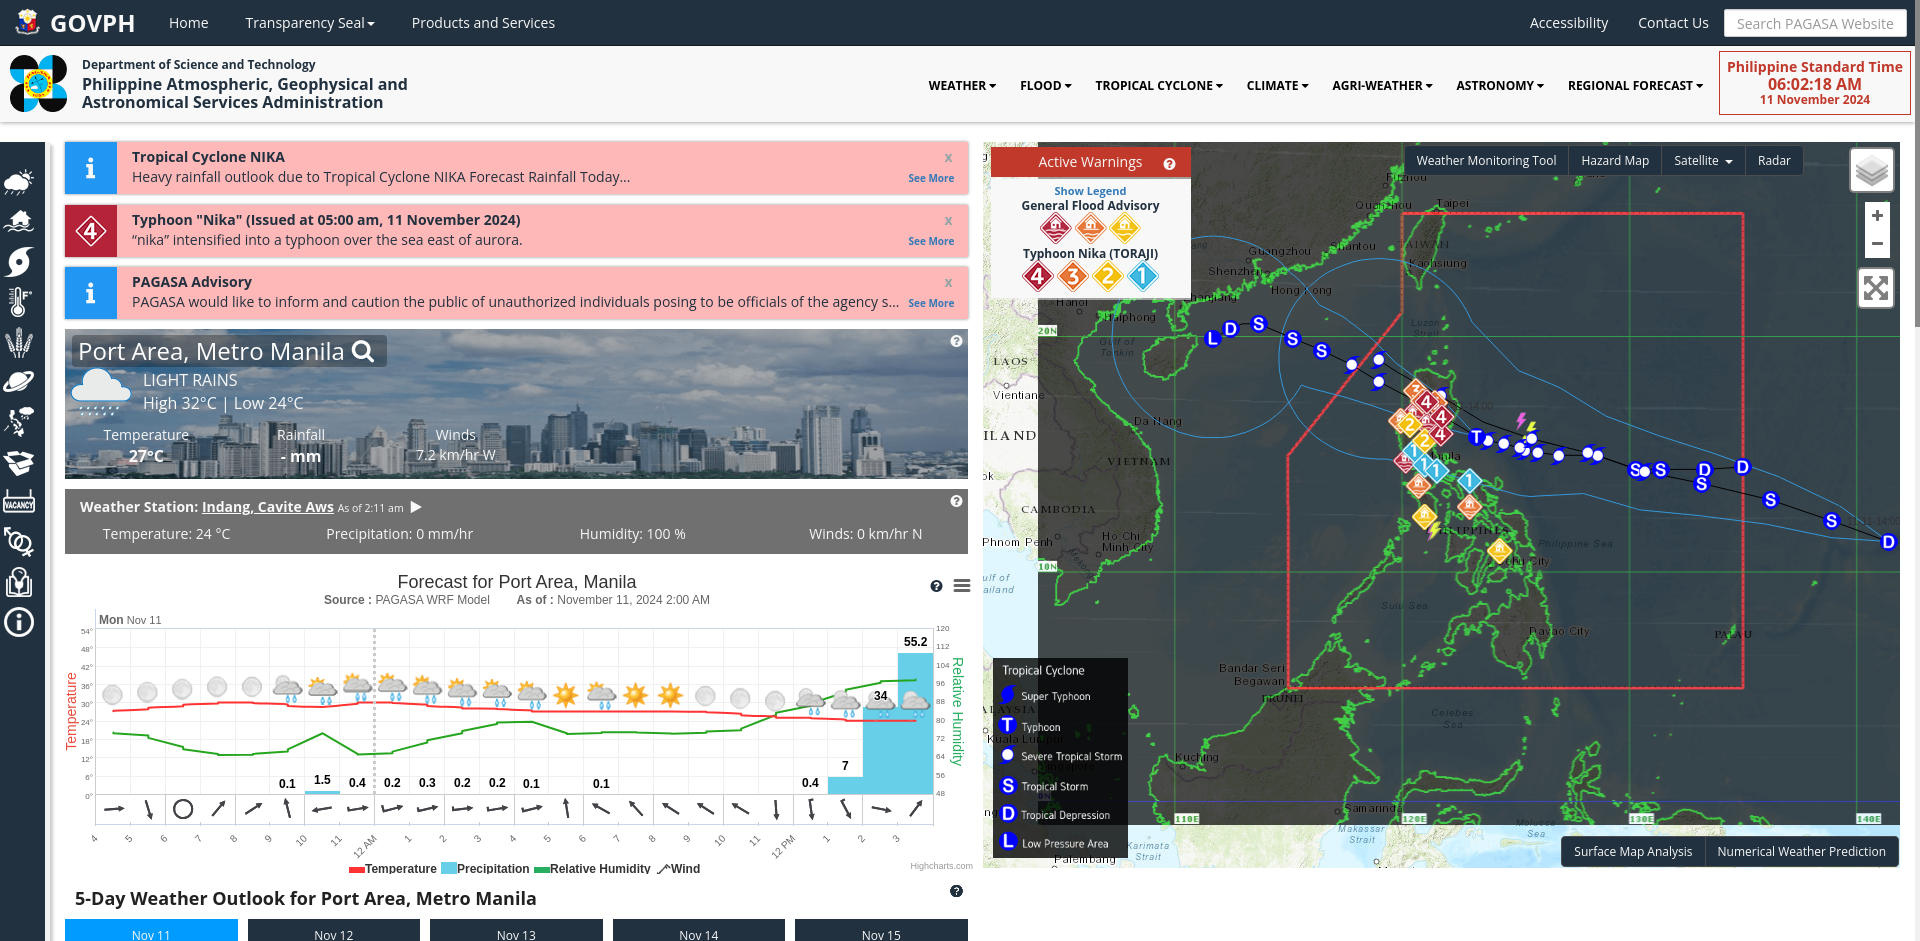 GOVPH
Home
Transparency Seal
Products and Services
Accessibility
Contact Us
Search PAGASA Website
Department of Science and Technology
Philippine Atmospheric, Geophysical and
Astronomical Services Administration
WEATHER
FLOOD
TROPICAL CYCLONE
CLIMATE
AGRI-WEATHER
ASTRONOMY
REGIONAL FORECAST
Philippine Standard Time
06:02:18 AM
11 November 2024
Tropical Cyclone NIKA
x
Heavy rainfall outlook due to Tropical Cyclone NIKA Forecast Rainfall Today...
See More
4
Typhoon "Nika" (Issued at 05:00 am, 11 November 2024)
x
“nika” intensified into a typhoon over the sea east of aurora.
See More
PAGASA Advisory
x
PAGASA would like to inform and caution the public of unauthorized individuals posing to be officials of the agency s...
See More
Port Area, Metro Manila
LIGHT RAINS
High 32°C | Low 24°C
Temperature
27°C
Rainfall
- mm
Winds
7.2 km/hr W
VACANCY
Weather Station: Indang, Cavite Aws As of 2:11 am
Temperature: 24 °C
Precipitation: 0 mm/hr
Humidity: 100 %
Winds: 0 km/hr N
Forecast for Port Area, Manila
Source : PAGASA WRF Model As of : November 11, 2024 2:00 AM
Mon Nov 11
Temperature
54°
48°
42°
36°
30°
24°
18°
12°
6°
0°
120
112
104
96
88
80
72
64
56
48
Relative Humidity
0.1
1.5
0.4
0.2
0.3
0.2
0.2
0.1
0.1
0.4
7
34
55.2
4
5
6
7
8
9
10
11
12 AM
1
2
3
4
5
6
7
8
9
10
11
12 PM
1
2
3
Temperature
Precipitation
Relative Humidity
Wind
Highcharts.com
5-Day Weather Outlook for Port Area, Metro Manila
Nov 11
Nov 12
Nov 13
Nov 14
Nov 15
Active Warnings
Show Legend
General Flood Advisory
Typhoon Nika (TORAJI)
4
3
2
1
Weather Monitoring Tool
Hazard Map
Satellite
Radar
+
−
Fuzhou
Quanzhou
Taipei
TAIWAN
Kaohsiung
Guangzhou
Shantou
Shenzhen
Hong Kong
Zhanjiang
Hanoi
Haiphong
20N
Gulf of
Tonkin
Luzon
Strait
LAOS
Vientiane
Da Nang
VIETNAM
CAMBODIA
Phnom Penh
Ho Chi
Minh City
10N
Manila
PHILIPPINES
Philippine Sea
Cebu City
Sulu Sea
Davao City
PALAU
Bandar Seri
Begawan
BRUNEI
Celebes
Sea
Kuching
Samarinda
110E
120E
130E
140E
Makassar
Strait
Molucca
Sea
Karimata
Strait
Palembang
Tropical Cyclone
Super Typhoon
T Typhoon
Severe Tropical Storm
S Tropical Storm
D Tropical Depression
L Low Pressure Area
Surface Map Analysis
Numerical Weather Prediction